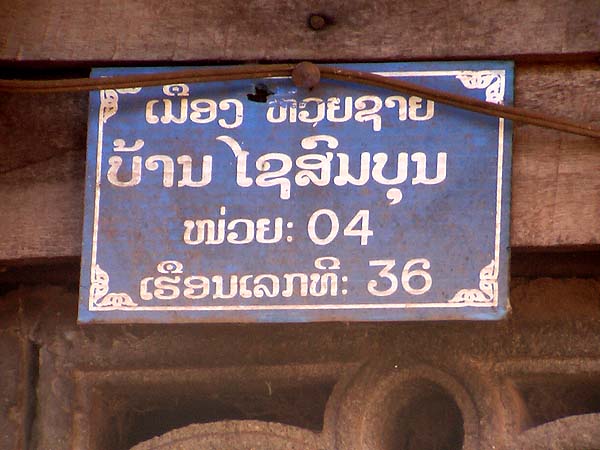 ເມືອງ ຫ້ວຍຊາຍ
ບ້ານ ໄຊສົມບຸນ
ໜ່ວຍ: 04
ເຮືອນເລກທີ: 36